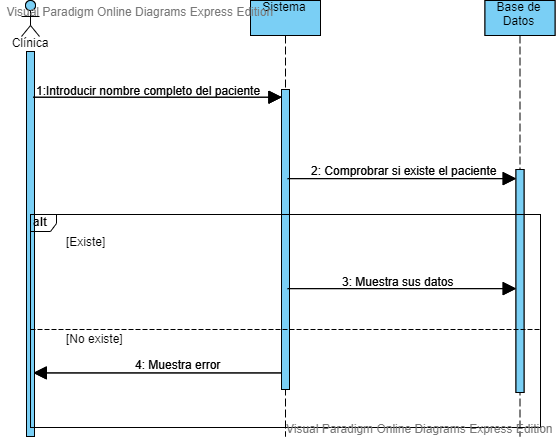 Visual Paradigm Online Diagrams Express Edition
Sistema
Base de
Datos
Clínica
1:Introducir nombre completo del paciente
2: Comprobrar si existe el paciente
alt
[Existe]
3: Muestra sus datos
[No existe]
4: Muestra error
Visual Paradigm Online Diagrams Express Edition